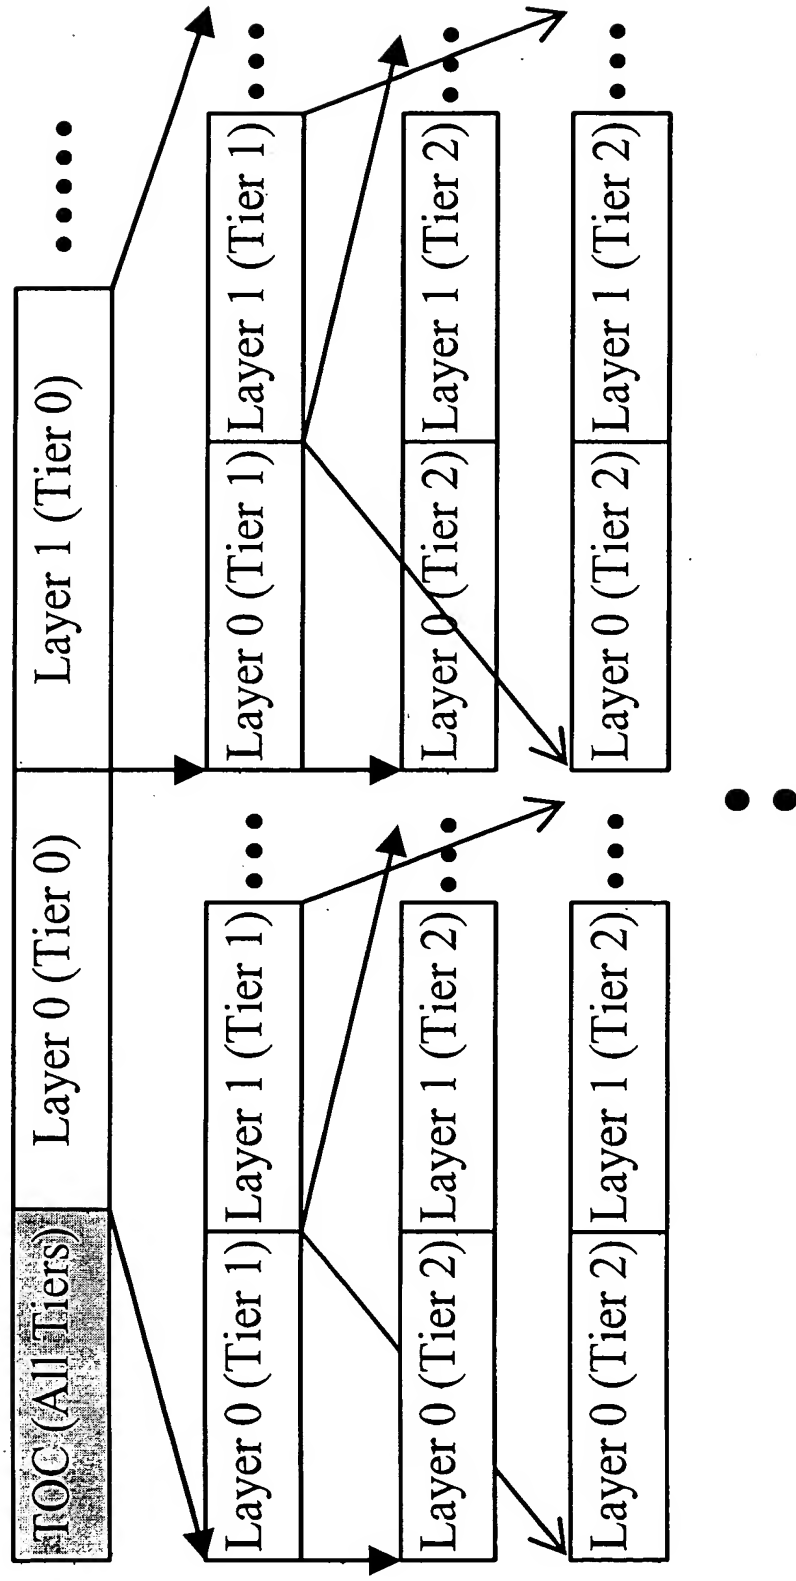 TOC (All Tiers) Layer 0 (Tier 0) Layer 1 (Tier 0)
Layer 0 (Tier 1) Layer 1 (Tier 1) Layer 0 (Tier 1) Layer 1 (Tier 1)
Layer 0 (Tier 2) Layer 1 (Tier 2) Layer 0 (Tier 2) Layer 1 (Tier 2)
Layer 0 (Tier 2) Layer 1 (Tier 2) Layer 0 (Tier 2) Layer 1 (Tier 2)